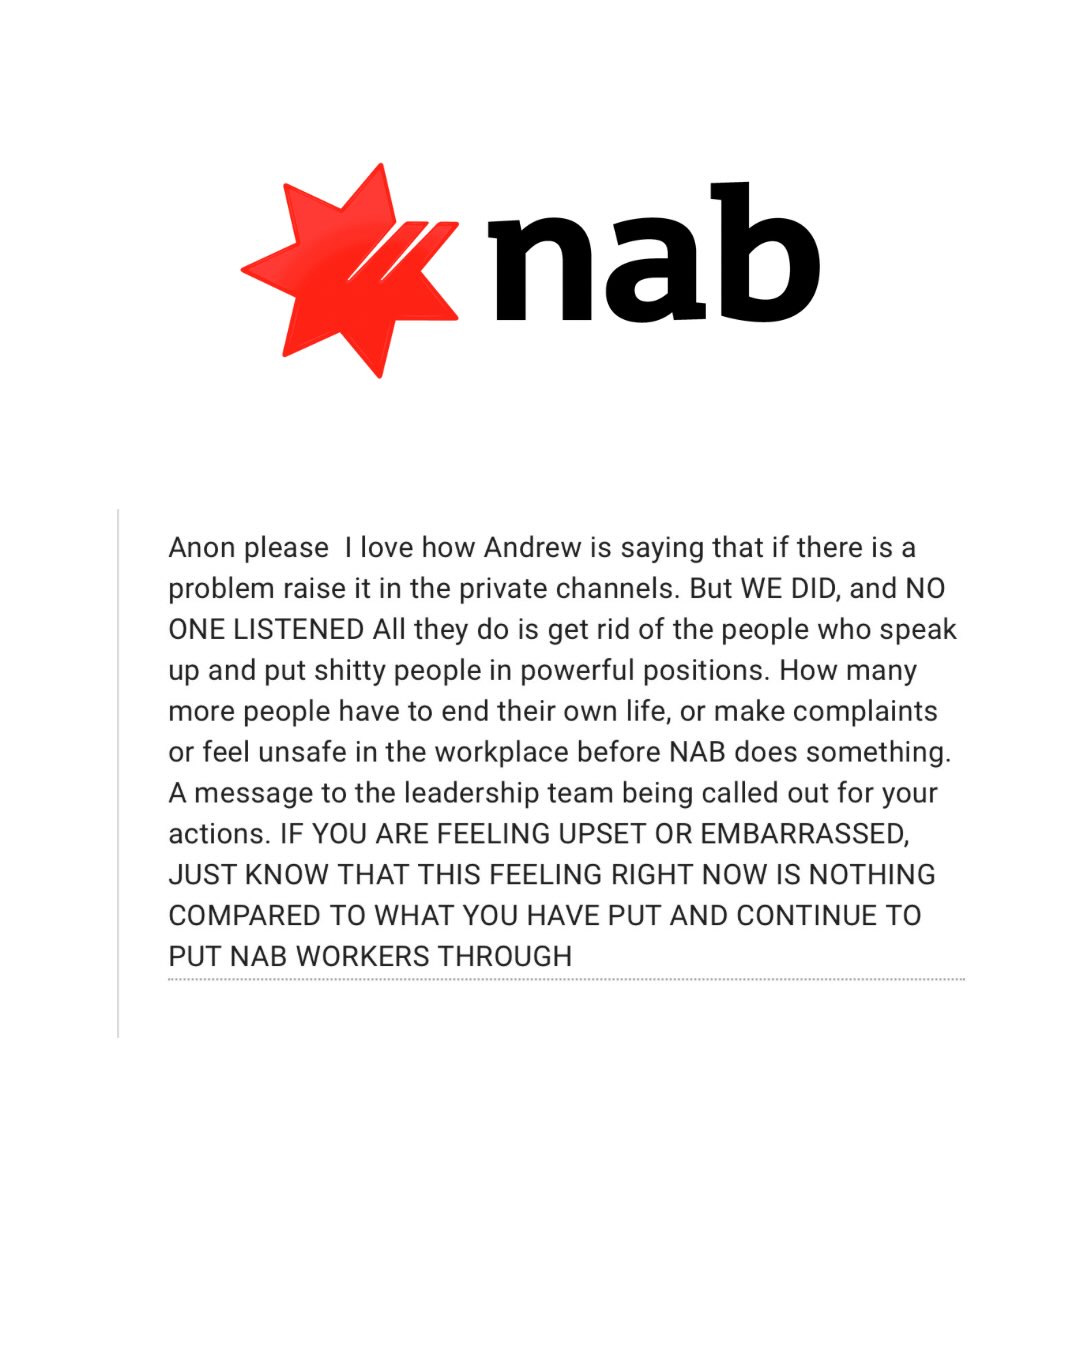 nab
Anon please  I love how Andrew is saying that if there is a
problem raise it in the private channels. But WE DID, and NO
ONE LISTENED All they do is get rid of the people who speak
up and put shitty people in powerful positions. How many
more people have to end their own life, or make complaints
or feel unsafe in the workplace before NAB does something.
A message to the leadership team being called out for your
actions. IF YOU ARE FEELING UPSET OR EMBARRASSED,
JUST KNOW THAT THIS FEELING RIGHT NOW IS NOTHING
COMPARED TO WHAT YOU HAVE PUT AND CONTINUE TO
PUT NAB WORKERS THROUGH